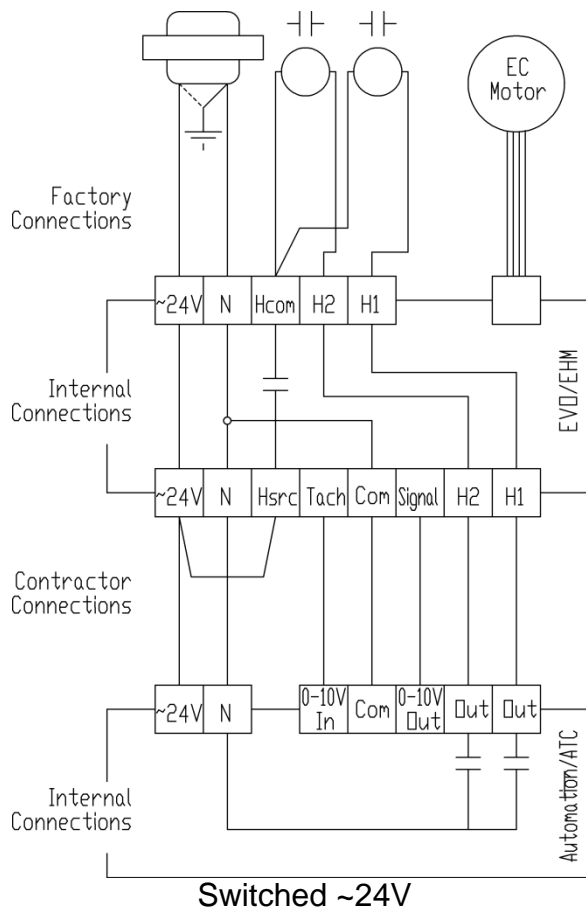 EC
Motor
Factory
Connections
~24V N Hcom H2 H1
Internal
Connections
EVO/EHM
~24V N Hsrc Tach Com Signal H2 H1
Contractor
Connections
~24V N 0-10V In Com 0-10V Out Out Out
Internal
Connections
Automation/ATC
Switched ~24V